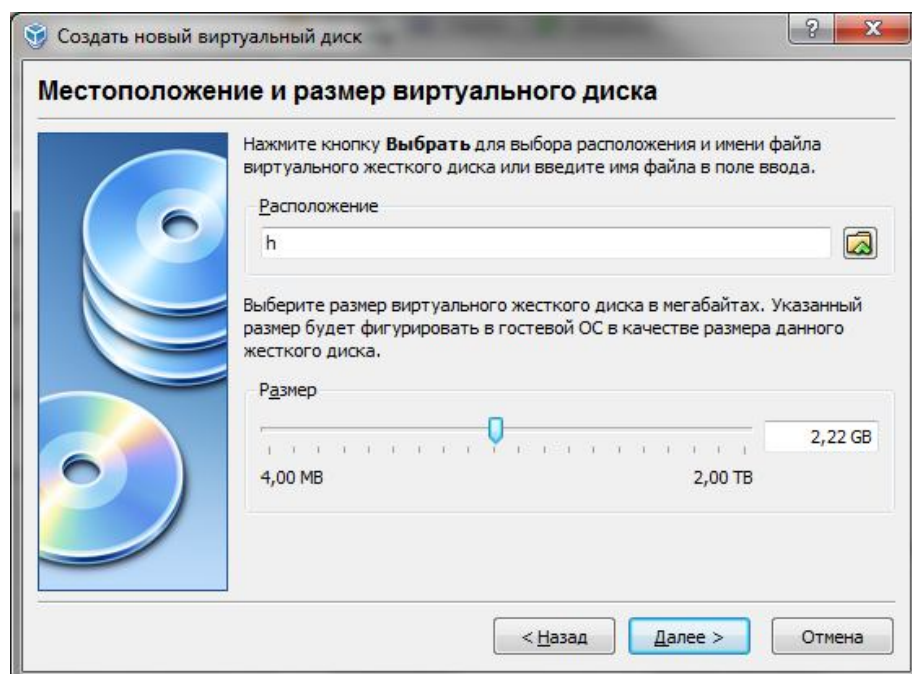 Создать новый виртуальный диск
Местоположение и размер виртуального диска
Нажмите кнопку Выбрать для выбора расположения и имени файла
виртуального жесткого диска или введите имя файла в поле ввода.
Расположение
h
Выберите размер виртуального жесткого диска в мегабайтах. Указанный
размер будет фигурировать в гостевой ОС в качестве размера данного
жесткого диска.
Размер
2,22 GB
4,00 MB 2,00 TB
< Назад Далее > Отмена